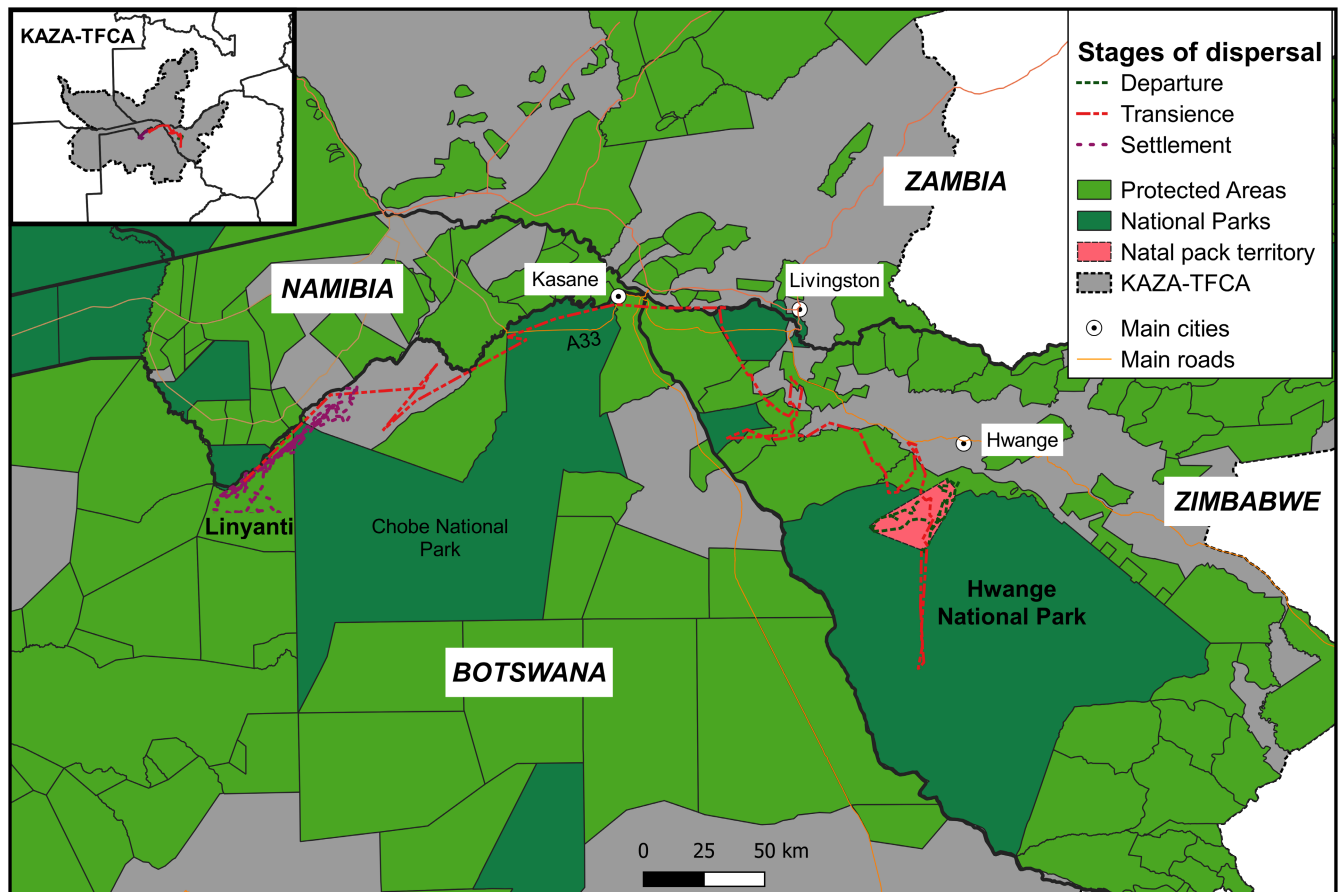 KAZA-TFCA
Stages of dispersal
Departure
Transience
Settlement
Protected Areas
National Parks
Natal pack territory
KAZA-TFCA
Main cities
Main roads
ZAMBIA
NAMIBIA
Kasane
Livingston
A33
Hwange
ZIMBABWE
Linyanti
Chobe National
Park
Hwange
National Park
BOTSWANA
0 25 50 km